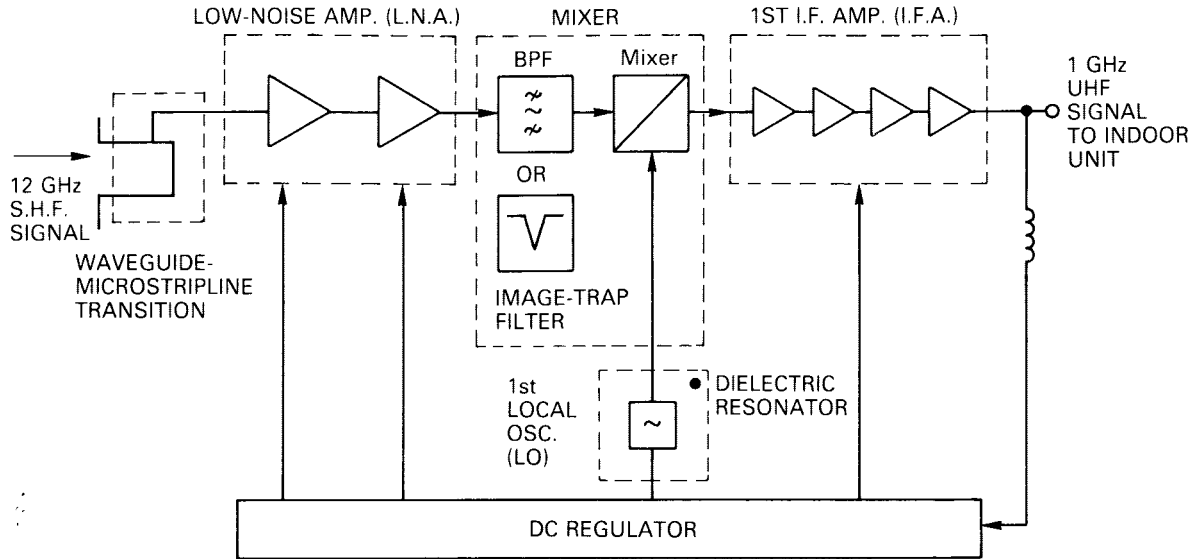 LOW-NOISE AMP. (L.N.A.)
MIXER
1ST I.F. AMP. (I.F.A.)
BPF
Mixer
OR
IMAGE-TRAP
FILTER
1 GHz
UHF
SIGNAL
TO INDOOR
UNIT
12 GHz
S.H.F.
SIGNAL
WAVEGUIDE-
MICROSTRIPLINE
TRANSITION
1st
LOCAL
OSC.
(LO)
DIELECTRIC
RESONATOR
DC REGULATOR